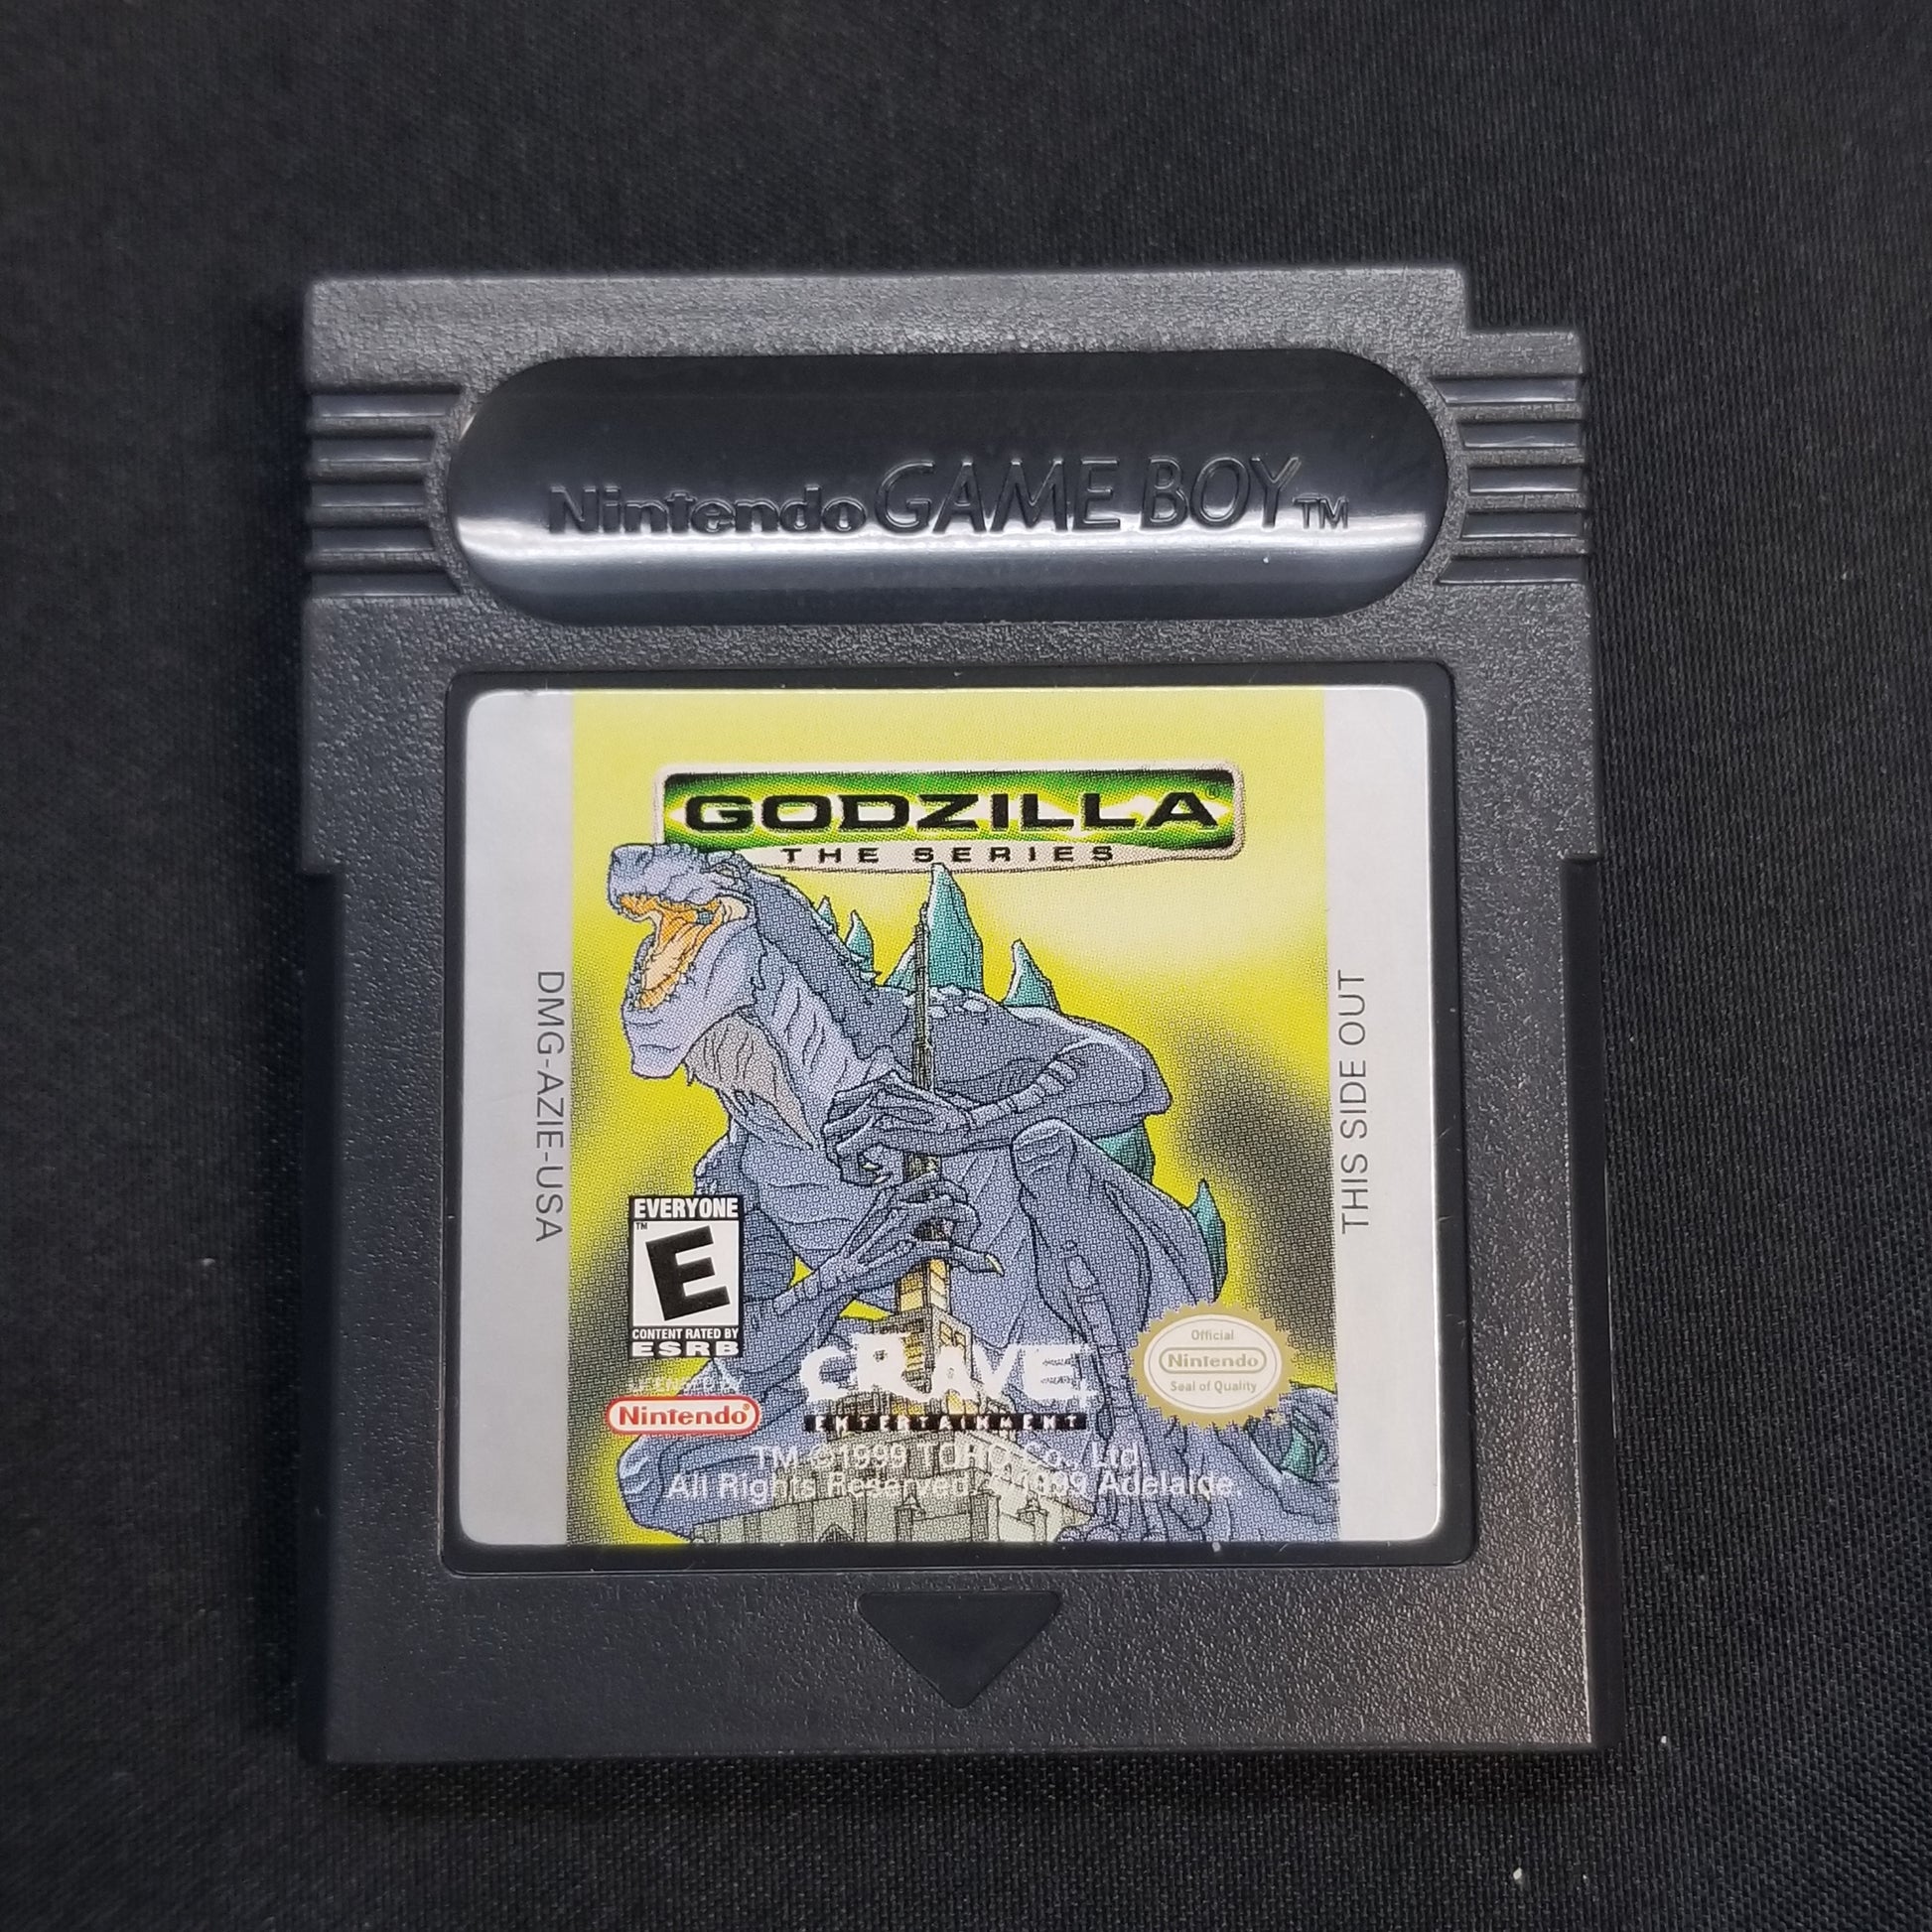 Nintendo GAME BOY TM
GODZILLA®
THE SERIES
DMG-AZIE-USA
THIS SIDE OUT
EVERYONE
TM
E
CONTENT RATED BY
ESRB
Nintendo®
CRAVE
ENTERTAINMENT
Official
Nintendo
Seal of Quality
TM © 1999 TOHO Co., Ltd.
All Rights Reserved. © 1999 Adelaide.